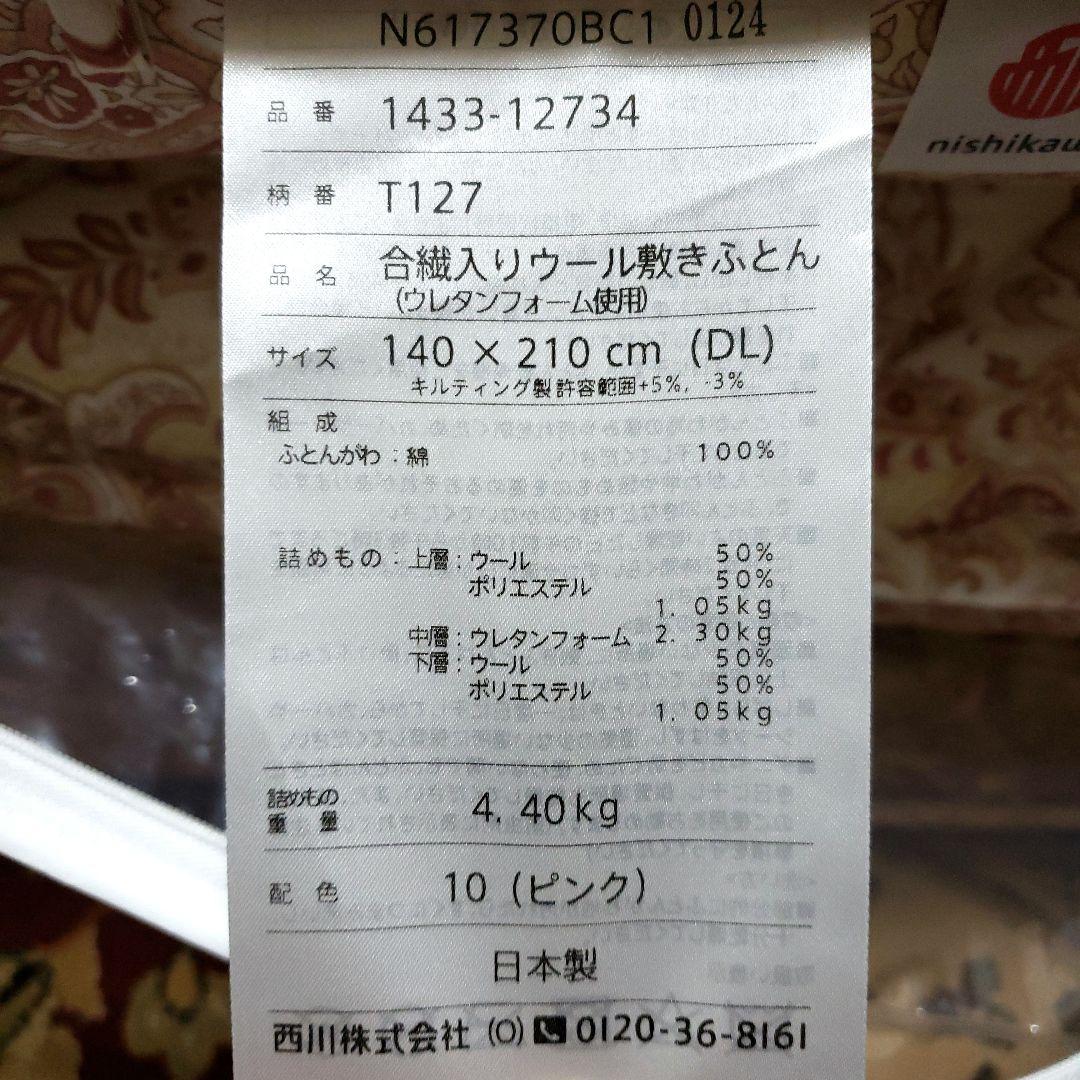 N617370BC1 0124
品番 1433-12734
柄番 T127
品名 合繊入りウール敷きふとん
(ウレタンフォーム使用)
サイズ 140 × 210 cm (DL)
キルティング製 許容範囲+5%, -3%
組成
ふとんがわ : 綿 100%
詰めもの : 上層 : ウール 50%
ポリエステル 50%
1. 05kg
中層 : ウレタンフォーム 2. 30kg
下層 : ウール 50%
ポリエステル 50%
1. 05kg
詰めもの
重量 4. 40kg
配色 10 (ピンク)
日本製
西川株式会社 (O) 0120-36-8161
西川
nishikaw